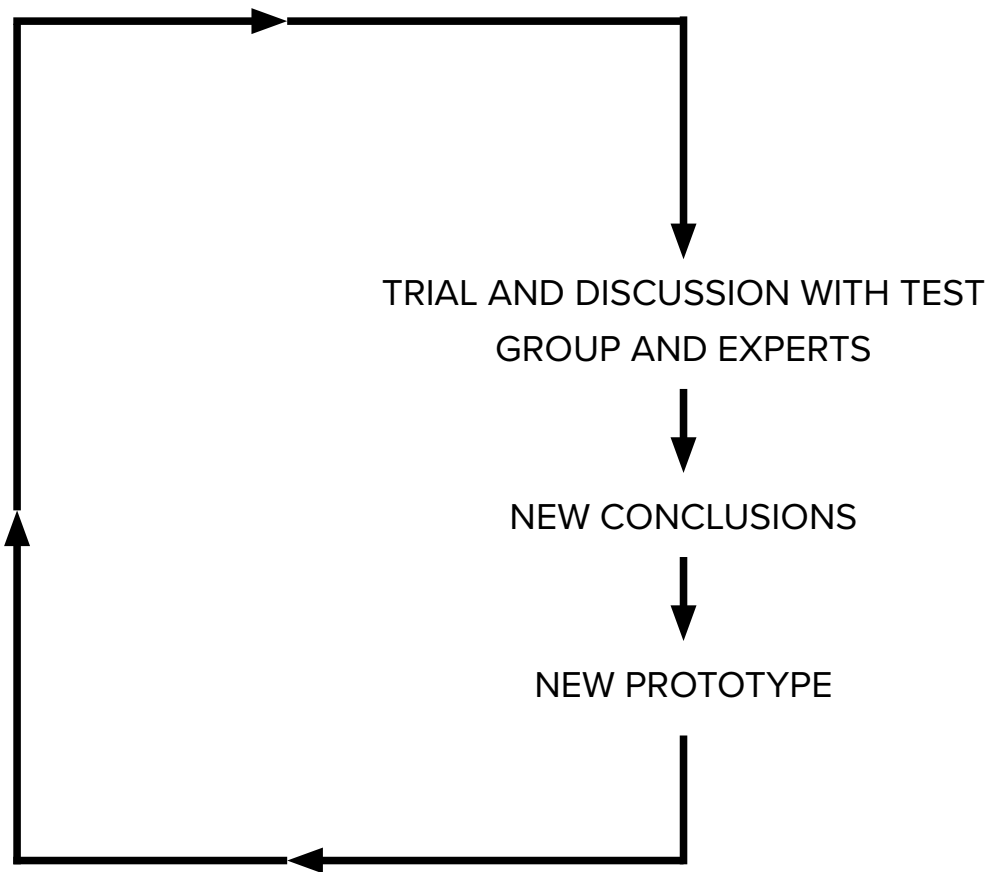 TRIAL AND DISCUSSION WITH TEST
GROUP AND EXPERTS
NEW CONCLUSIONS
NEW PROTOTYPE